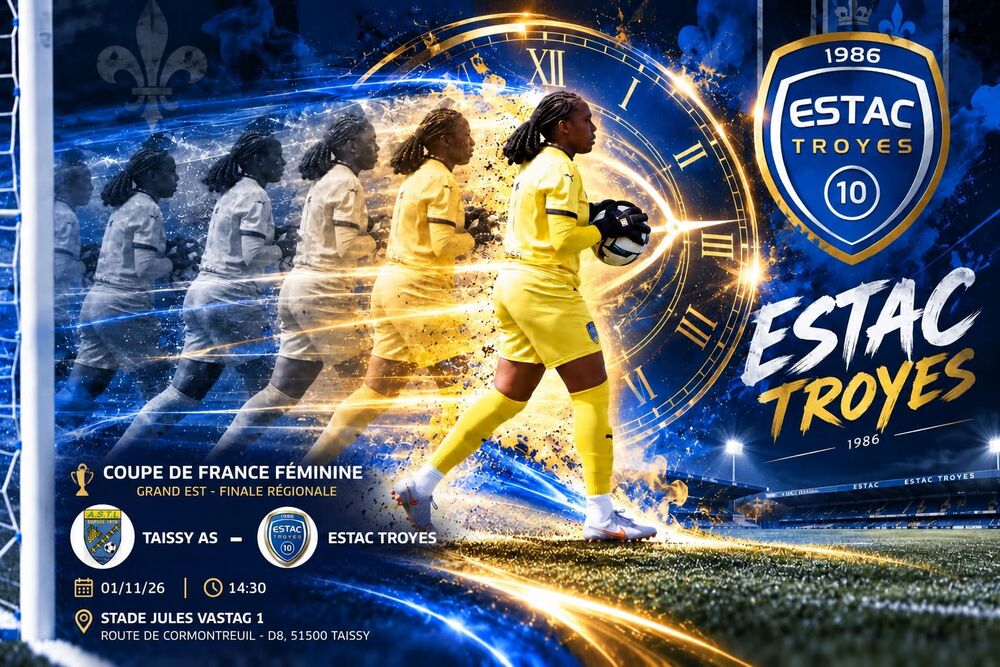 XII
I
II
III
III
VI
1986
ESTAC
TROYES
10
ESTAC
TROYES
1986
ESTAC
ESTAC TROYES
COUPE DE FRANCE FÉMININE
GRAND EST - FINALE RÉGIONALE
A.S.T.L
TAISSY AS - ESTAC TROYES
1986
ESTAC
TROYES
10
01/11/26 | 14:30
STADE JULES VASTAG 1
ROUTE DE CORMONTREUIL - D8, 51500 TAISSY